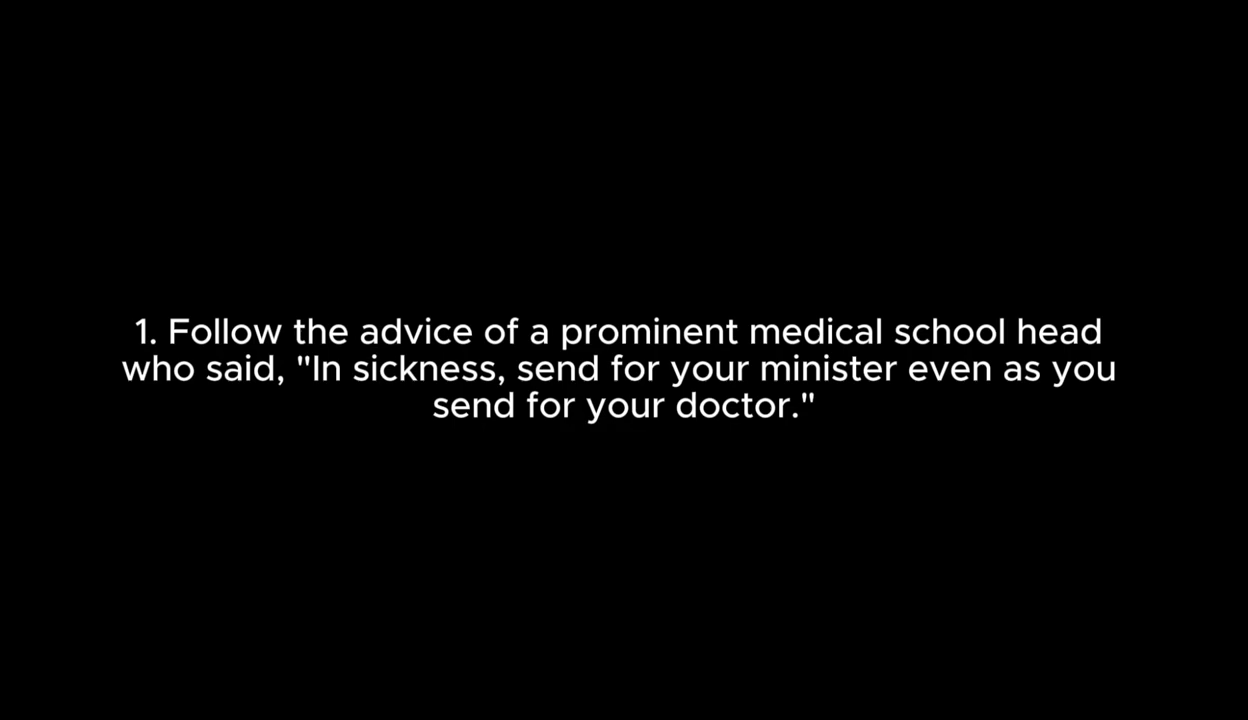 1. Follow the advice of a prominent medical school head
who said, "In sickness, send for your minister even as you
send for your doctor."